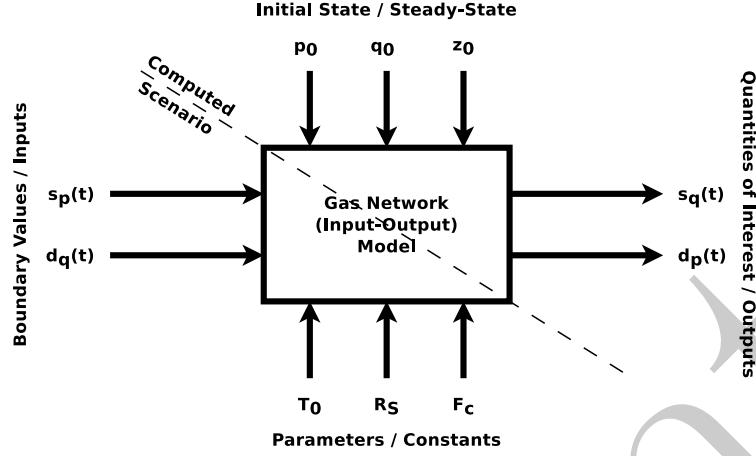 Initial State / Steady-State
p0 q0 z0
Computed
Scenario
Boundary Values / Inputs
sp(t)
dq(t)
Gas Network
(Input-Output)
Model
sq(t)
dp(t)
Quantities of Interest / Outputs
T0 RS Fc
Parameters / Constants